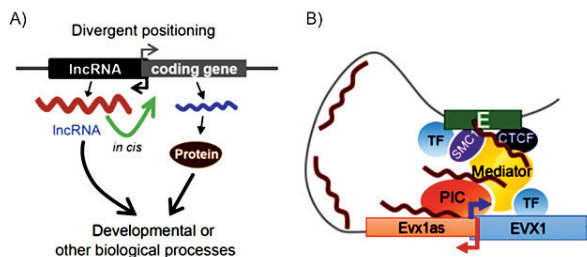 A)
Divergent positioning
lncRNA
coding gene
lncRNA
in cis
Protein
Developmental or
other biological processes
B)
E
TF
SMC
CTCF
Mediator
PIC
TF
Evx1as
EVX1